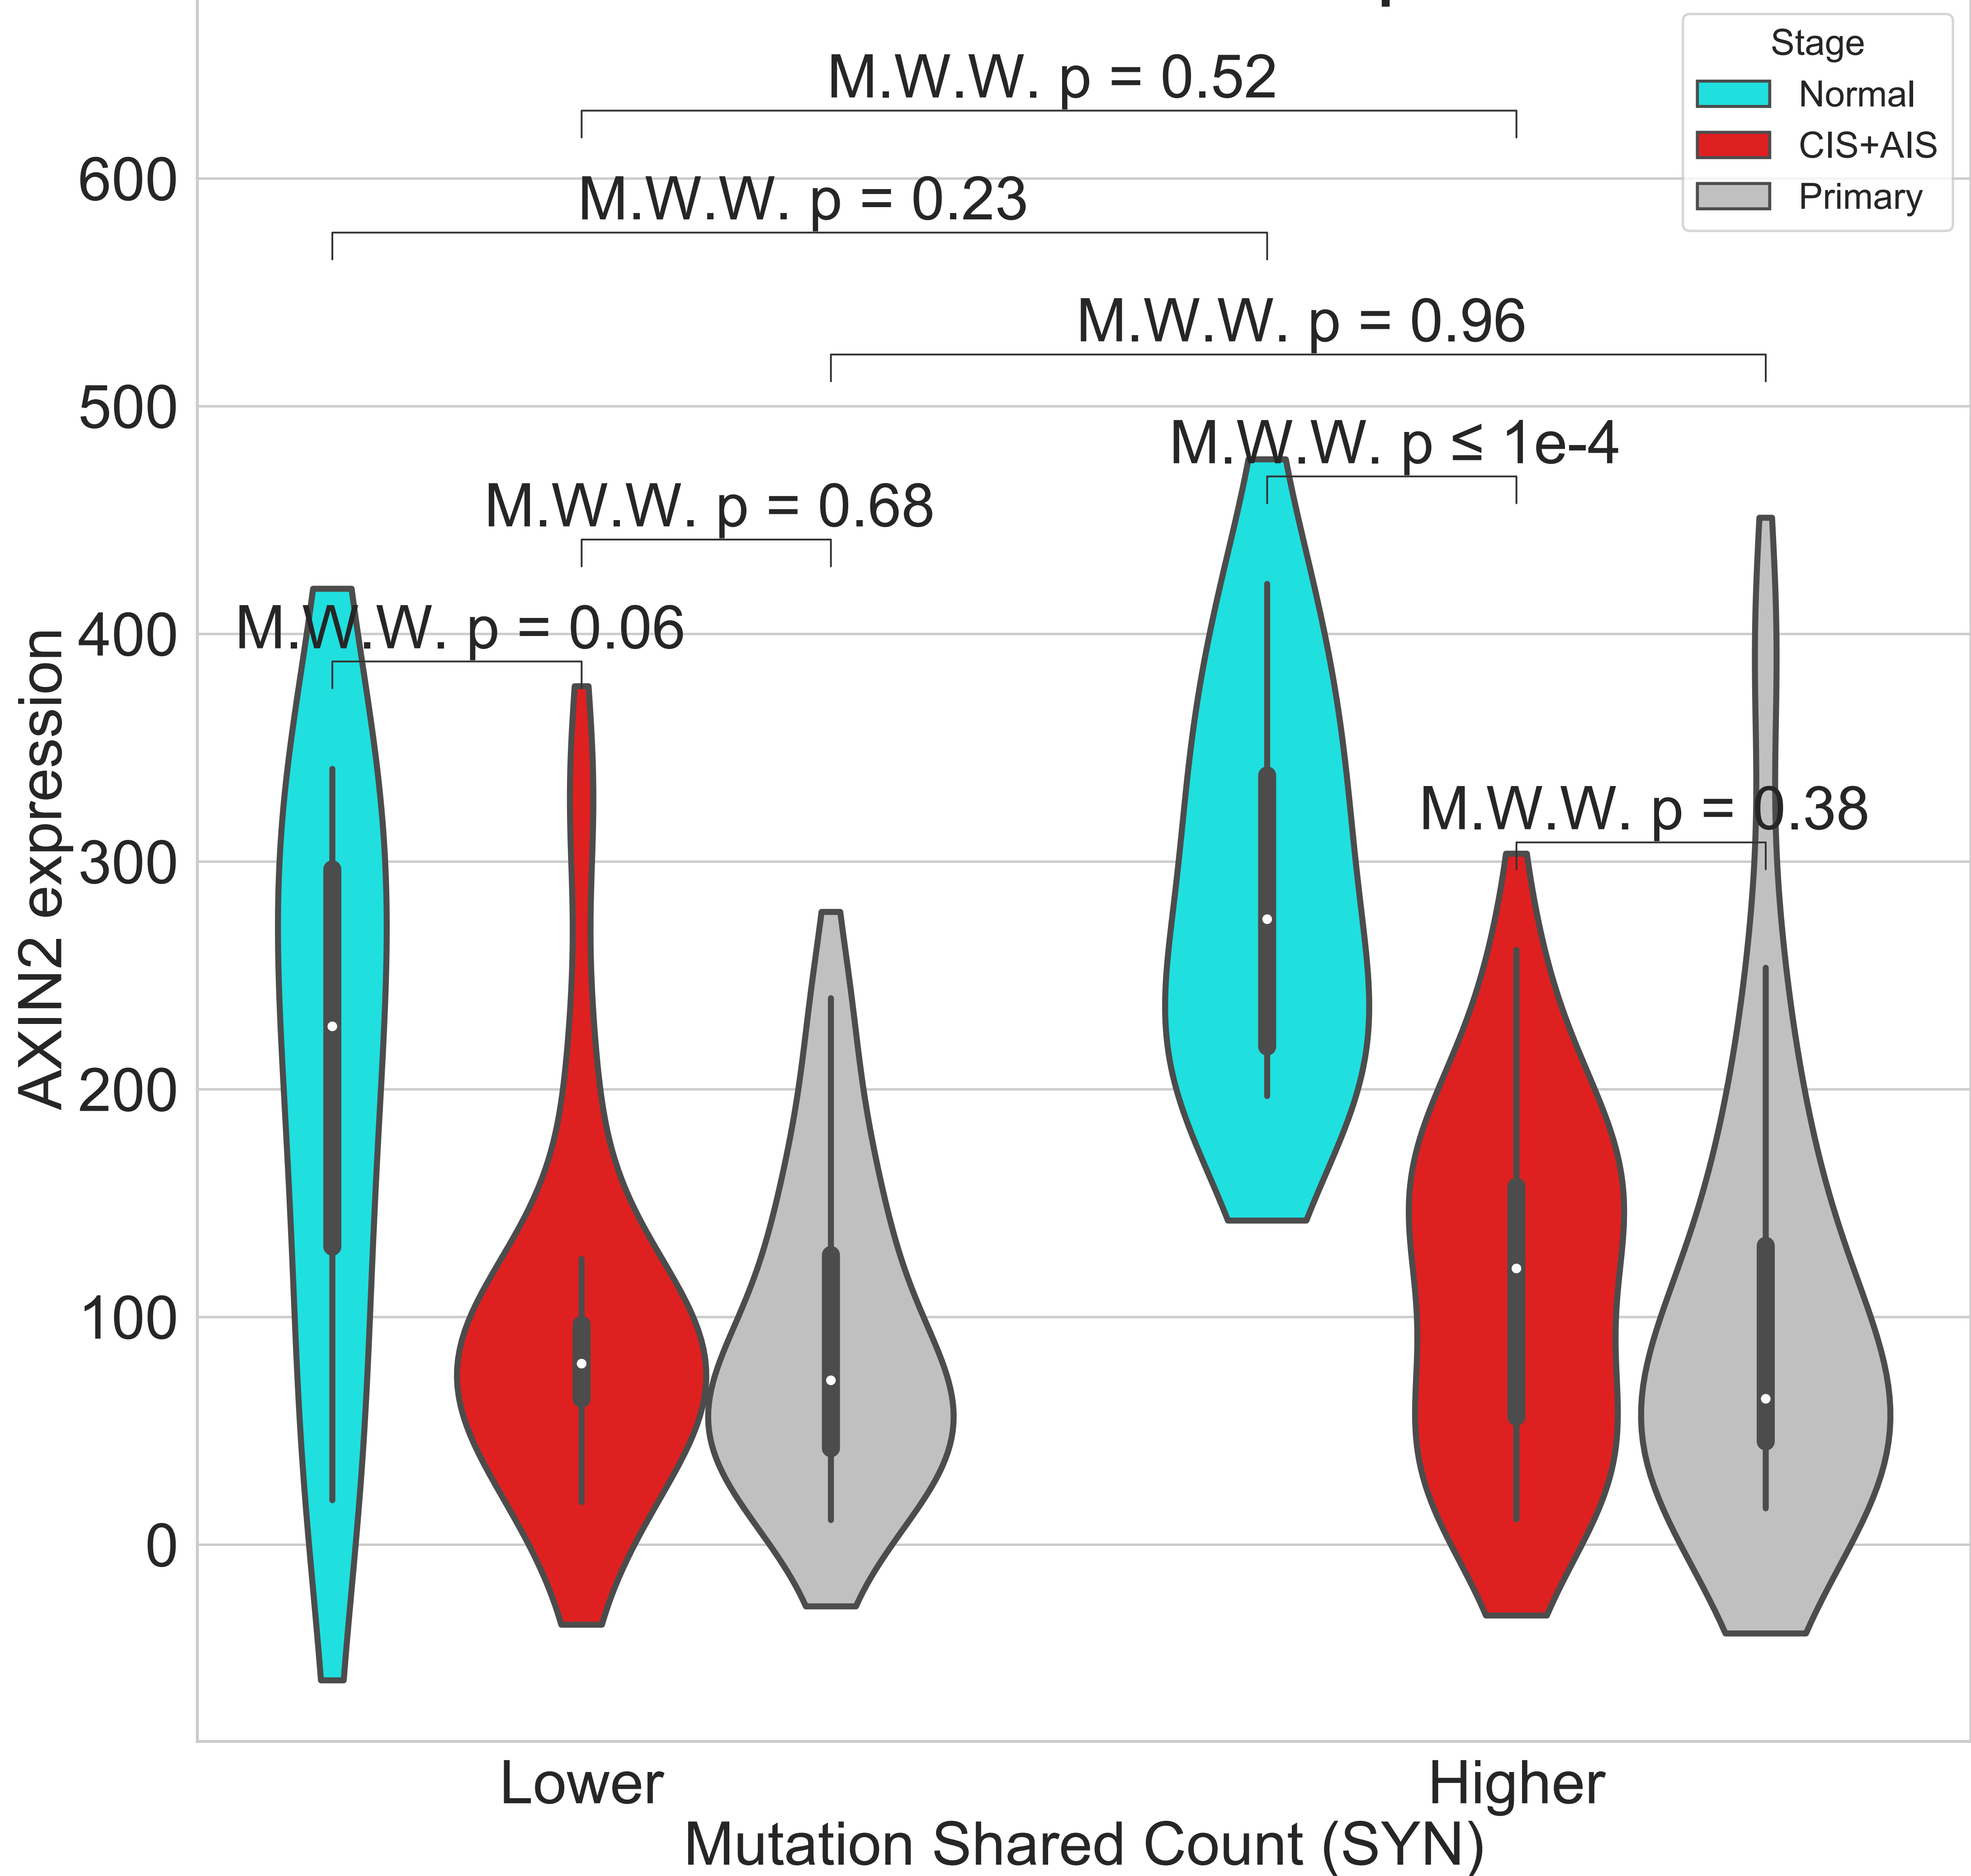 Stage
Normal
CIS+AIS
Primary
M.W.W. p = 0.52
M.W.W. p = 0.23
M.W.W. p = 0.96
M.W.W. p ≤ 1e-4
M.W.W. p = 0.68
M.W.W. p = 0.06
M.W.W. p = 0.38
AXIN2 expression
600
500
400
300
200
100
0
Lower
Higher
Mutation Shared Count (SYN)